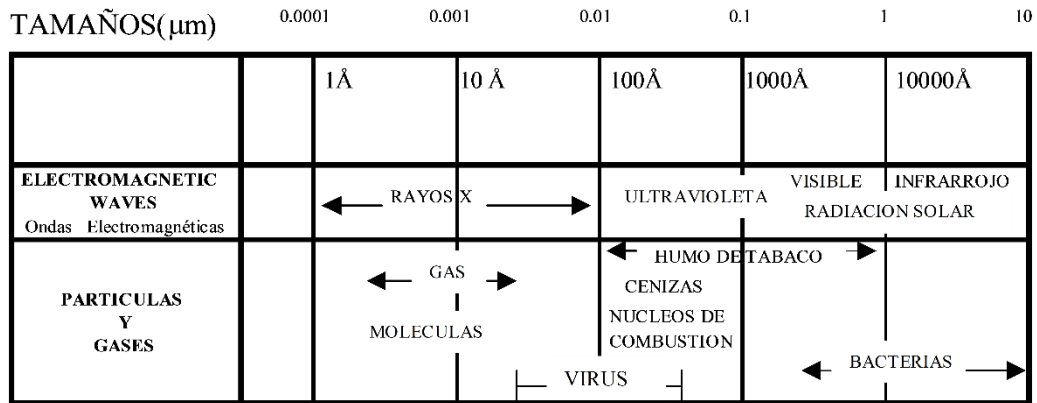 TAMAÑOS(µm) 0.0001 0.001 0.01 0.1 1 10
1Å 10 Å 100Å 1000Å 10000Å
ELECTROMAGNETIC
WAVES
Ondas Electromagnéticas
RAYOS X
ULTRAVIOLETA
VISIBLE
INFRARROJO
RADIACION SOLAR
PARTICULAS
Y
GASES
GAS
MOLECULAS
VIRUS
HUMO DE TABACO
CENIZAS
NUCLEOS DE
COMBUSTION
BACTERIAS